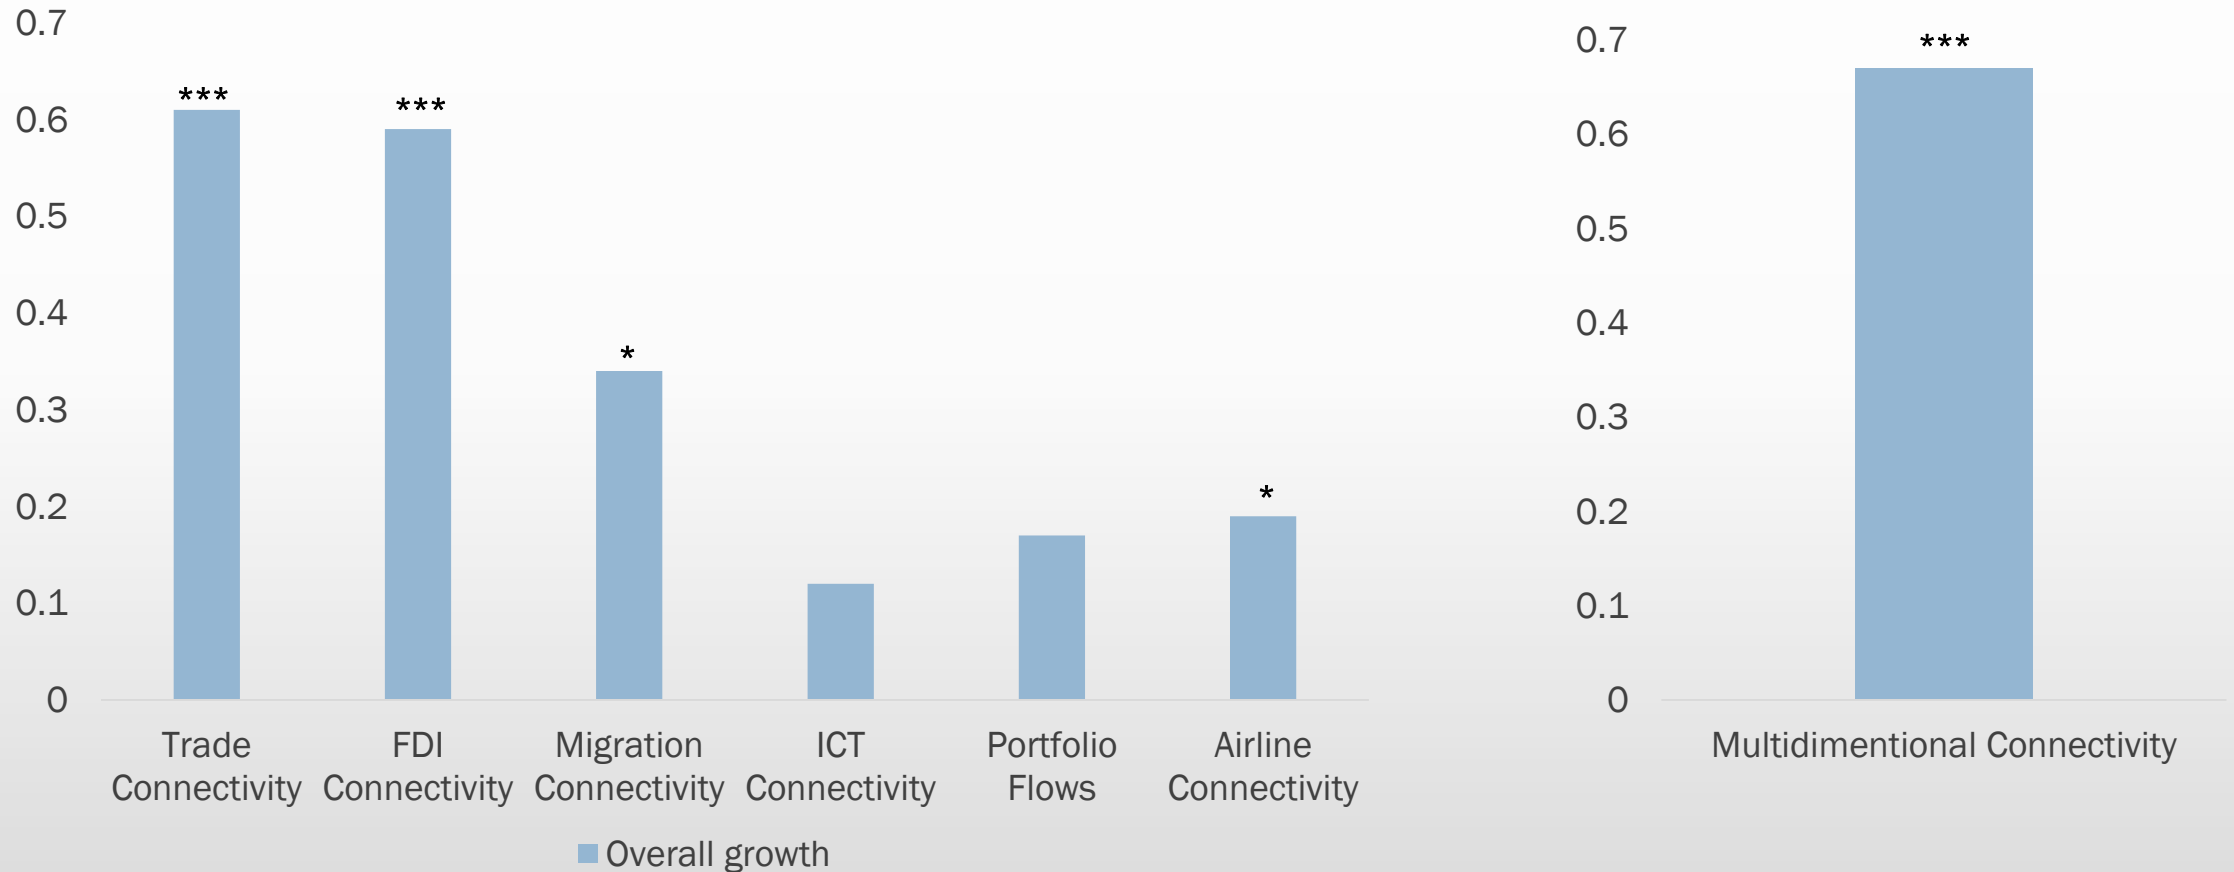 0.7
0.6
0.5
0.4
0.3
0.2
0.1
0
***
***
*
*
Trade
Connectivity
FDI
Connectivity
Migration
Connectivity
ICT
Connectivity
Portfolio
Flows
Airline
Connectivity
Overall growth
0.7
0.6
0.5
0.4
0.3
0.2
0.1
0
***
Multidimentional Connectivity